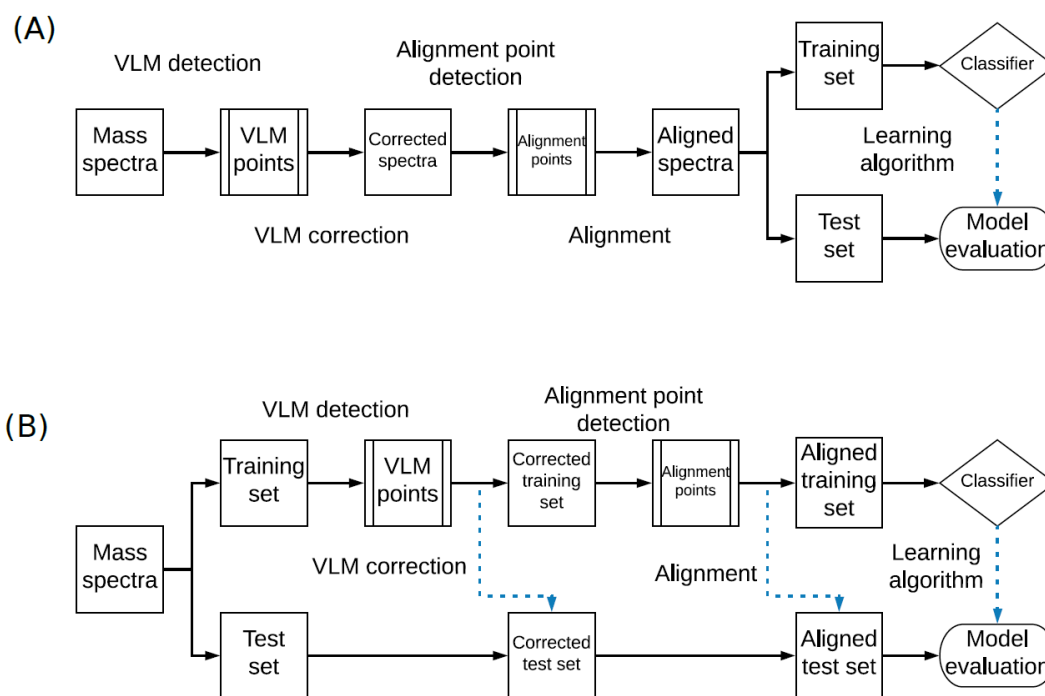 (A)
VLM detection
Alignment point
detection
Mass
spectra
VLM
points
Corrected
spectra
Alignment
points
Aligned
spectra
Training
set
Classifier
Learning
algorithm
VLM correction
Alignment
Test
set
Model
evaluation
(B)
VLM detection
Alignment point
detection
Training
set
VLM
points
Corrected
training
set
Alignment
points
Aligned
training
set
Classifier
Mass
spectra
VLM correction
Alignment
Learning
algorithm
Test
set
Corrected
test set
Aligned
test set
Model
evaluation